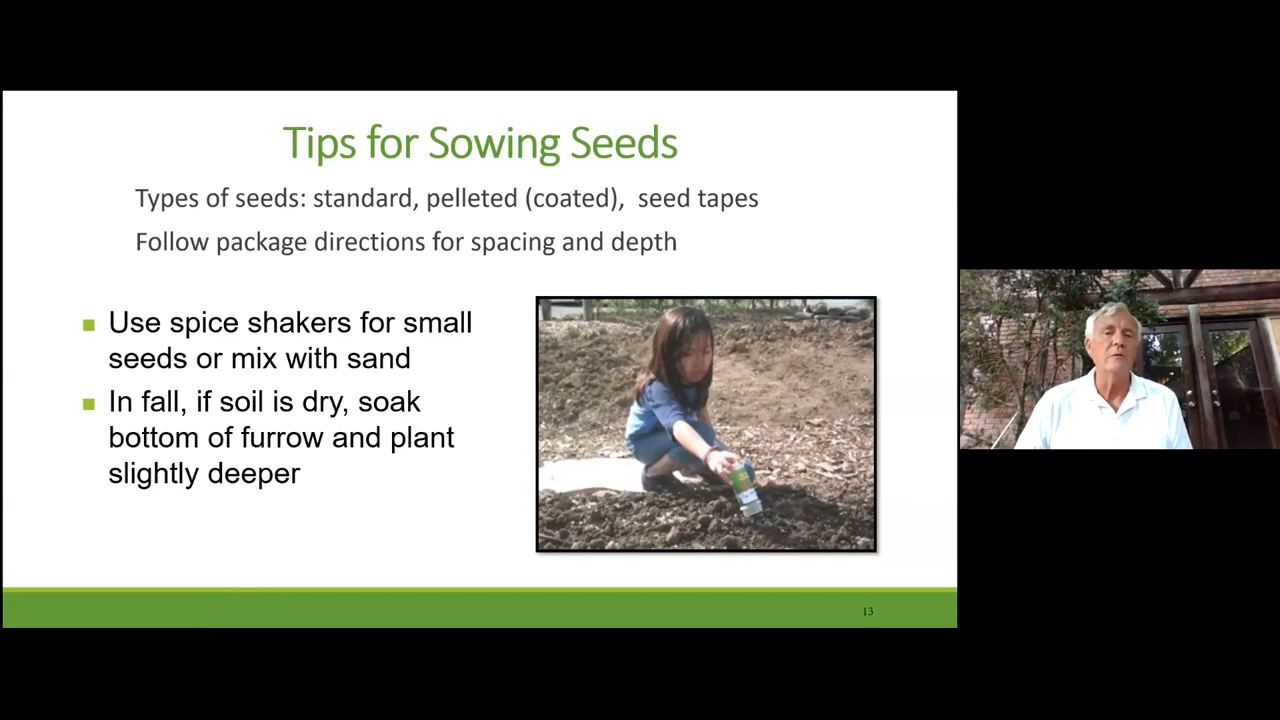 Tips for Sowing Seeds
Types of seeds: standard, pelleted (coated), seed tapes
Follow package directions for spacing and depth
Use spice shakers for small
seeds or mix with sand
In fall, if soil is dry, soak
bottom of furrow and plant
slightly deeper
13